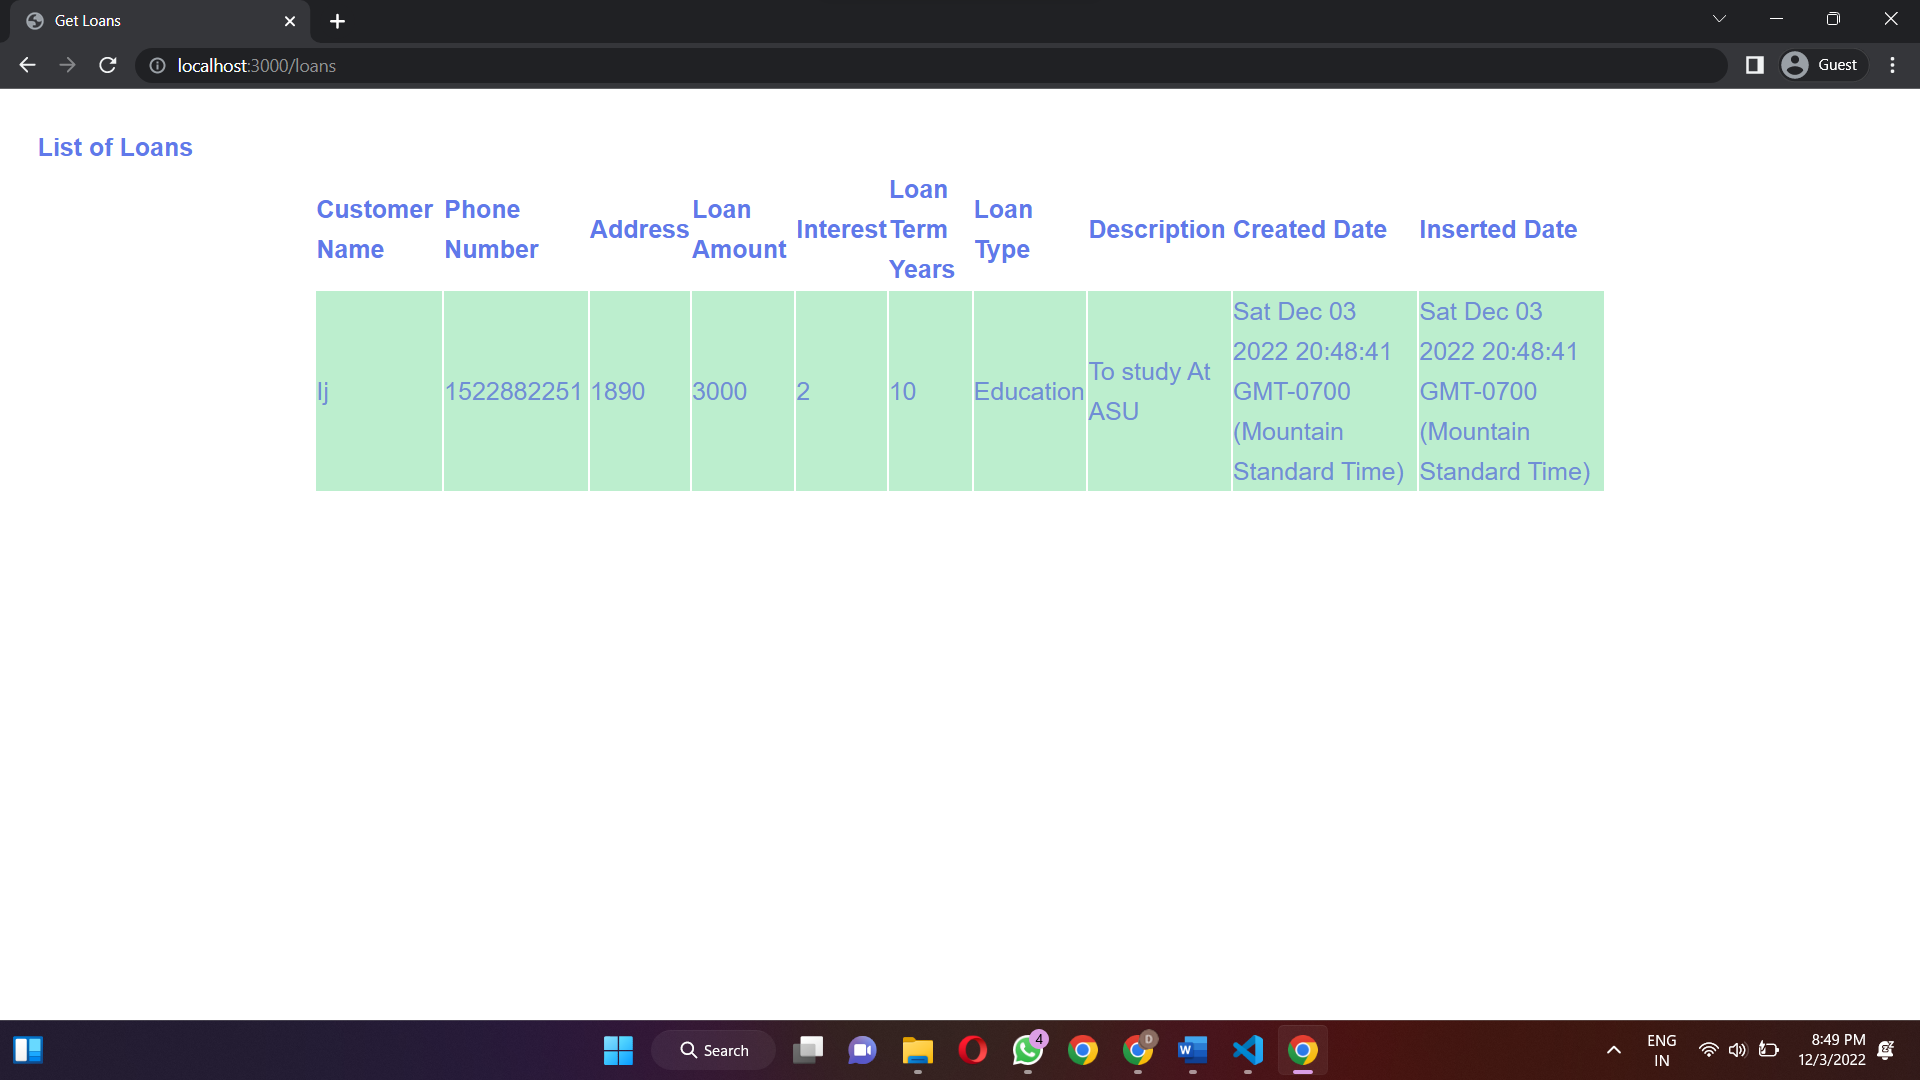 Get Loans
localhost:3000/loans
Guest
List of Loans
Customer Name
Phone Number
Address
Loan Amount
Interest
Loan Term Years
Loan Type
Description
Created Date
Inserted Date
1522882251
1890
3000
2
10
Education
To study At
ASU
Sat Dec 03
2022 20:48:41
GMT-0700
(Mountain
Standard Time)
Sat Dec 03
2022 20:48:41
GMT-0700
(Mountain
Standard Time)
Search
4
D
ENG
IN
8:49 PM
12/3/2022